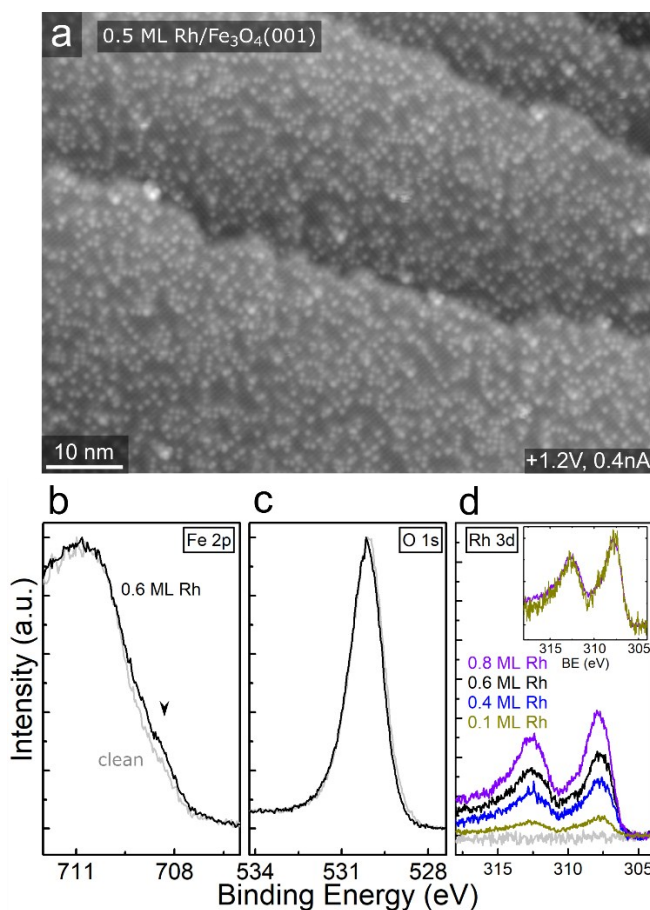 a
0.5 ML Rh/Fe₃O₄(001)
10 nm
+1.2V, 0.4nA
b
c
d
Fe 2p
O 1s
Rh 3d
0.6 ML Rh
clean
315
310
305
BE (eV)
0.8 ML Rh
0.6 ML Rh
0.4 ML Rh
0.1 ML Rh
Intensity (a.u.)
711
708
534
531
528
315
310
305
Binding Energy (eV)